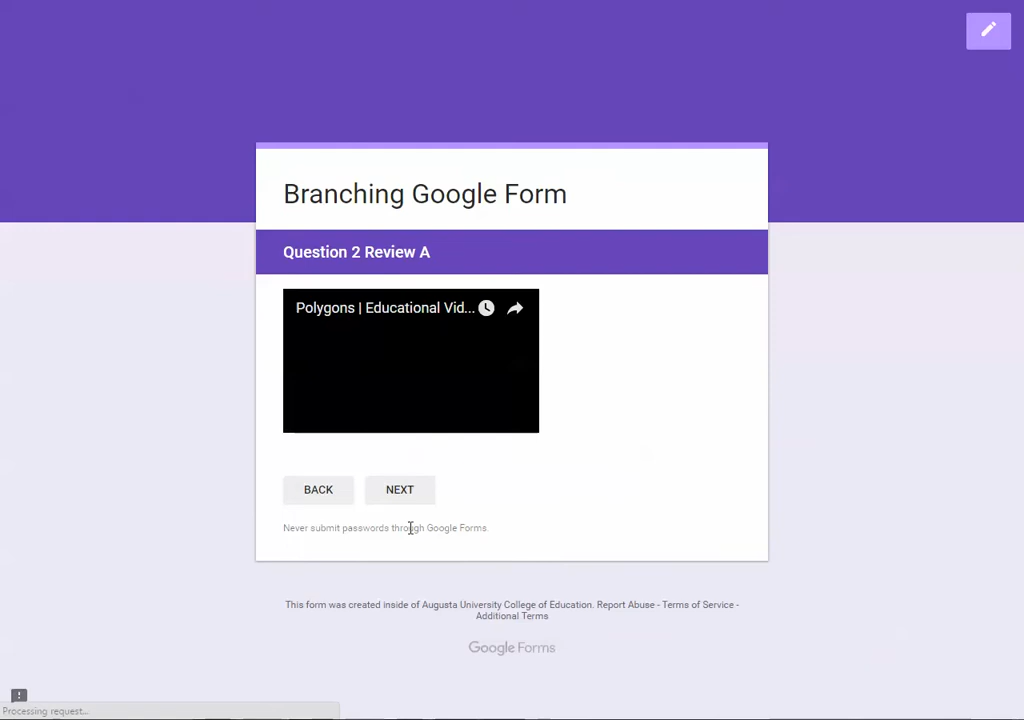 Branching Google Form
Question 2 Review A
Polygons | Educational Vid...
BACK
NEXT
Never submit passwords through Google Forms.
This form was created inside of Augusta University College of Education. Report Abuse - Terms of Service -
Additional Terms
Google Forms
Processing request...